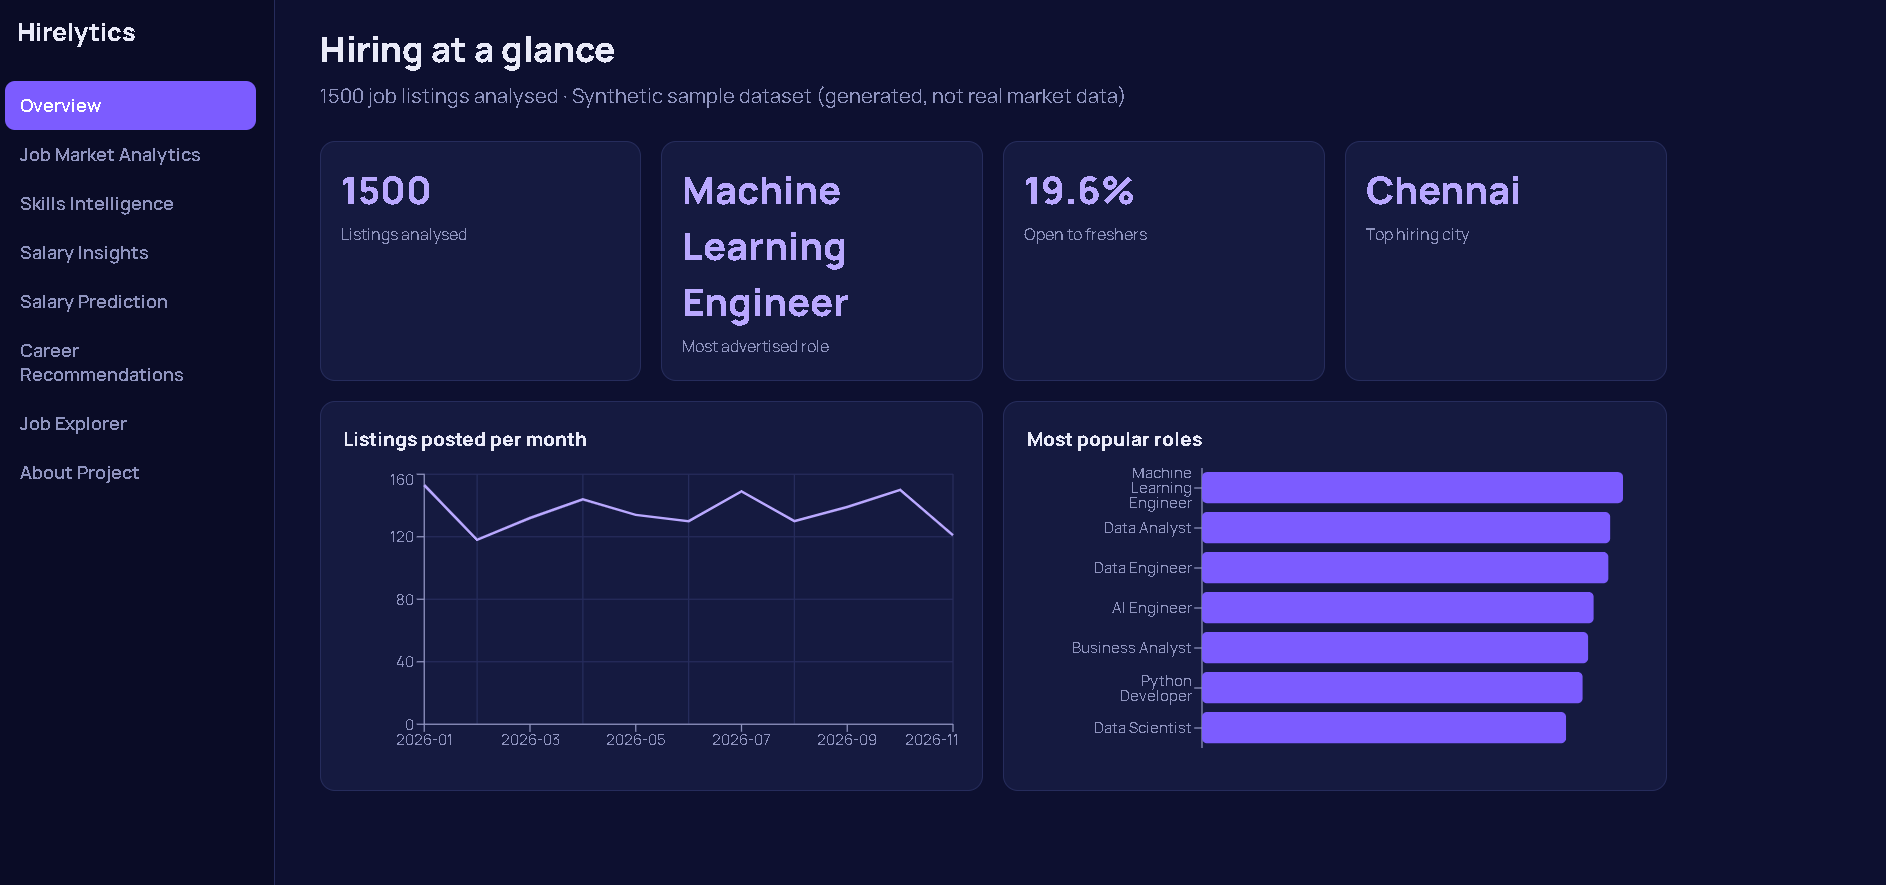 Hirelytics
Overview
Job Market Analytics
Skills Intelligence
Salary Insights
Salary Prediction
Career
Recommendations
Job Explorer
About Project
Hiring at a glance
1500 job listings analysed · Synthetic sample dataset (generated, not real market data)
1500
Listings analysed
Machine
Learning
Engineer
Most advertised role
19.6%
Open to freshers
Chennai
Top hiring city
Listings posted per month
160
120
80
40
0
2026-01
2026-03
2026-05
2026-07
2026-09
2026-11
Most popular roles
Machine
Learning
Engineer
Data Analyst
Data Engineer
AI Engineer
Business Analyst
Python
Developer
Data Scientist